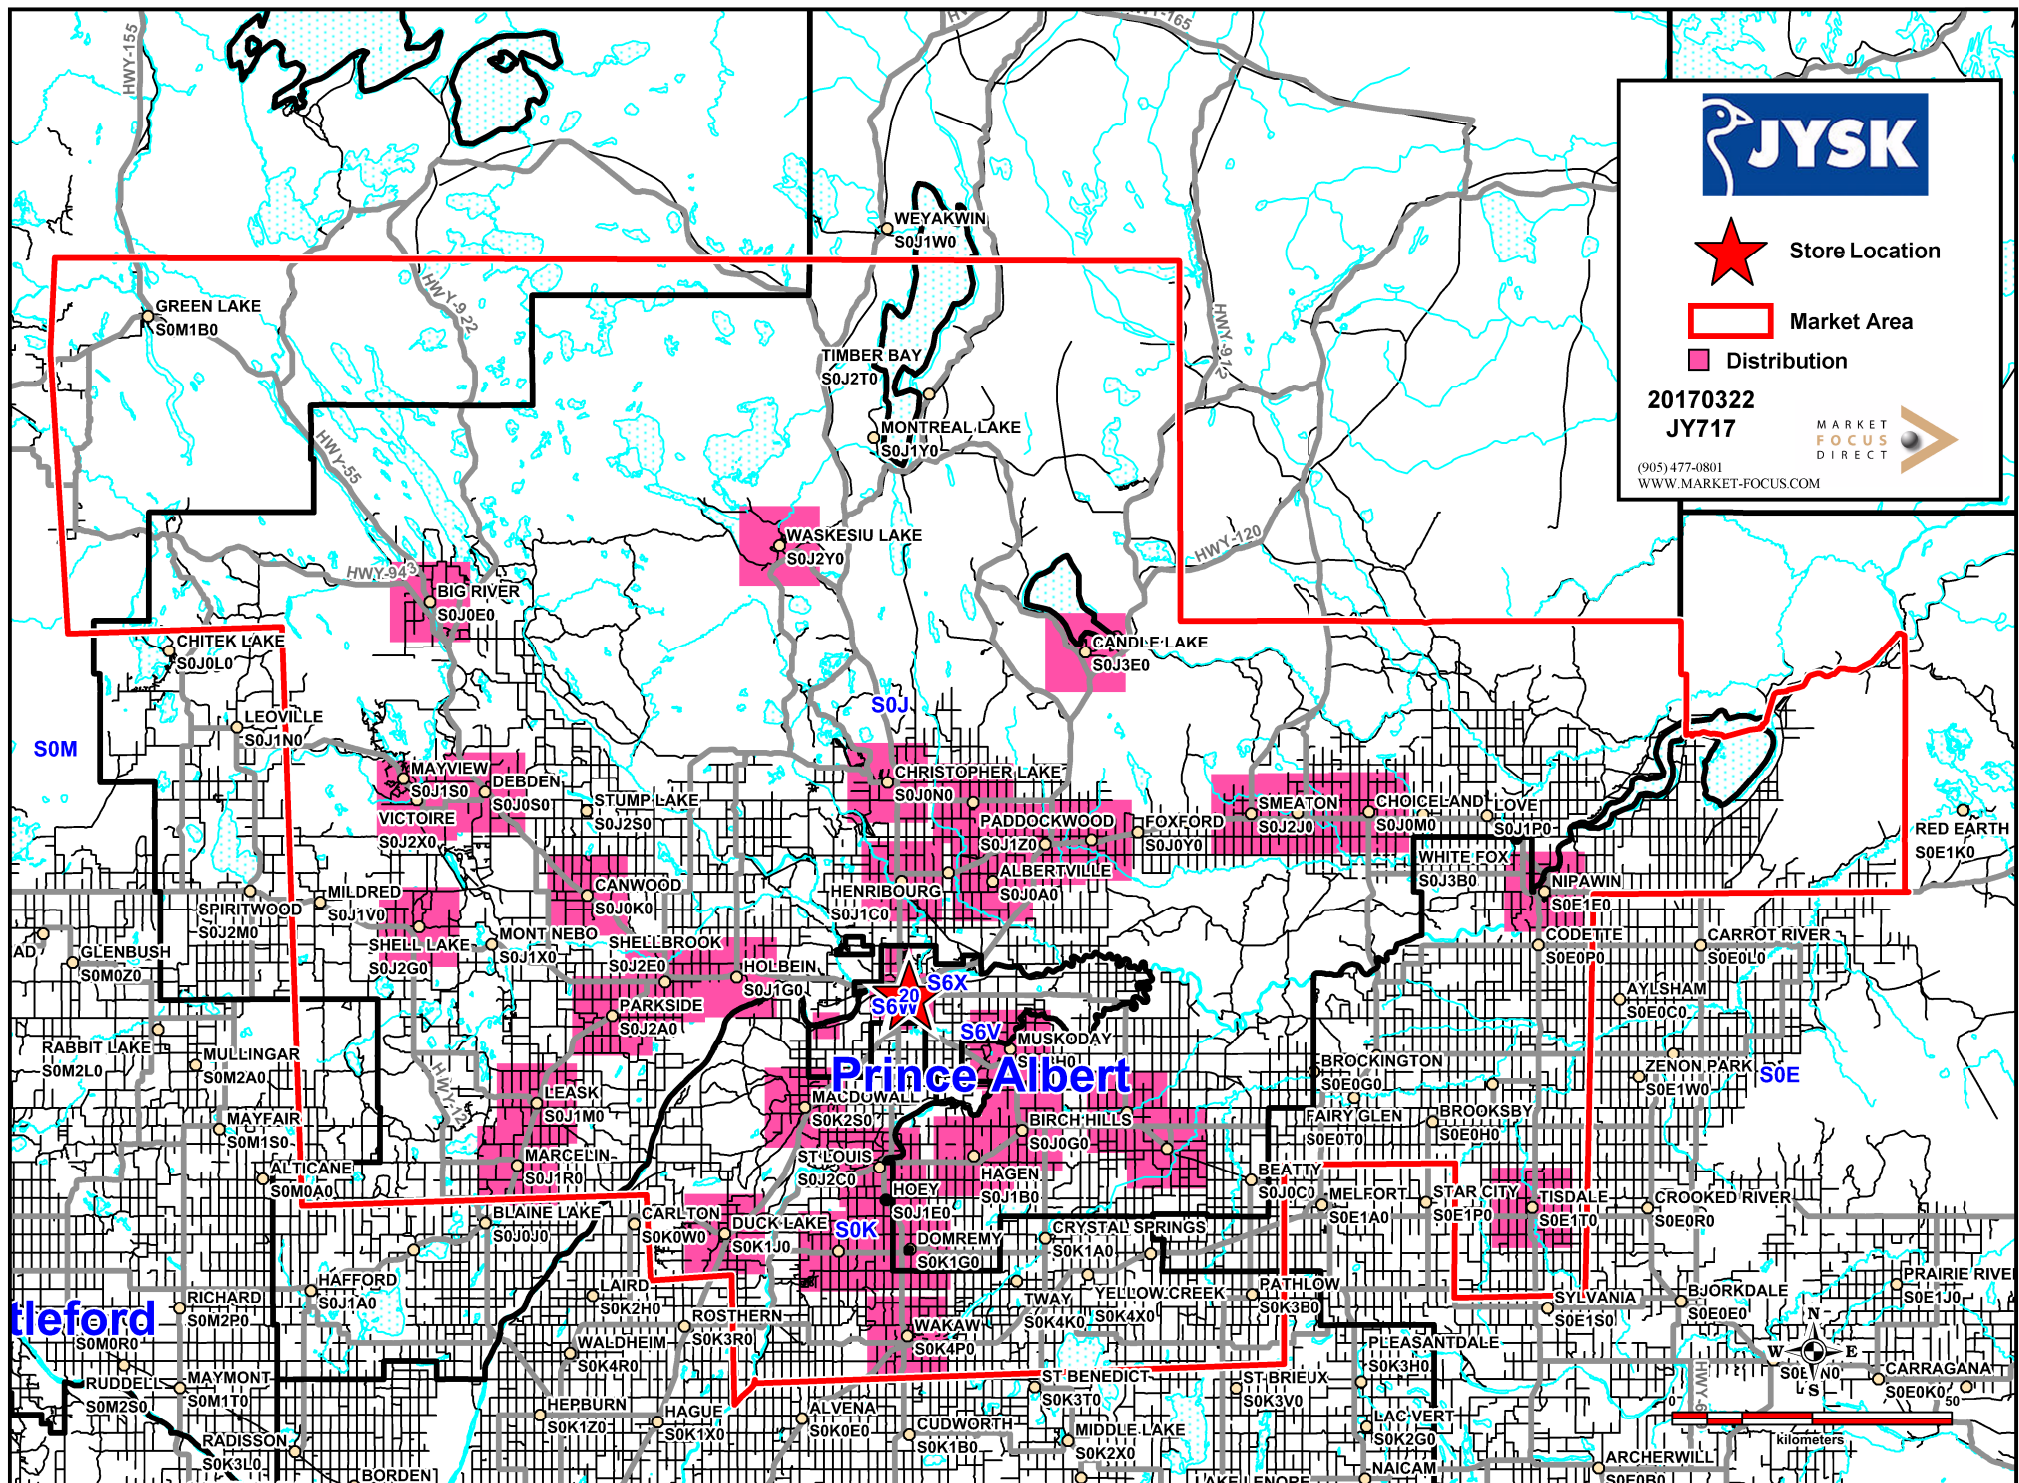 HWY-155
HWY-165
JYSK
Store Location
Market Area
Distribution
20170322
JY717
MARKET
FOCUS
DIRECT
(905) 477-0801
WWW.MARKET-FOCUS.COM
WEYAKWIN
S0J1W0
GREEN LAKE
S0M1B0
HWY-922
HWY-912
TIMBER BAY
S0J2T0
MONTREAL LAKE
S0J1Y0
HWY-55
WASKESIU LAKE
S0J2Y0
HWY-120
HWY-943
BIG RIVER
S0J0E0
CHITEK LAKE
S0J0L0
CANDLE LAKE
S0J3E0
S0J
LEOVILLE
S0J1N0
S0M
MAYVIEW
S0J1S0
DEBDEN
S0J0S0
VICTOIRE
S0J2X0
STUMP LAKE
S0J2S0
CHRISTOPHER LAKE
S0J0N0
PADDOCKWOOD
S0J1Z0
FOXFORD
S0J0Y0
SMEATON
S0J2J0
CHOICELAND
S0J0M0
LOVE
S0J1P0
RED EARTH
S0E1K0
WHITE FOX
S0J3B0
NIPAWIN
S0E1E0
MILDRED
S0J1V0
SPIRITWOOD
S0J2M0
CANWOOD
S0J0K0
HENRIBOURG
S0J1C0
ALBERTVILLE
S0J0A0
AD
GLENBUSH
S0M0Z0
SHELL LAKE
S0J2G0
MONT NEBO
S0J1X0
SHELLBROOK
S0J2E0
HOLBEIN
S0J1G0
CODETTE
S0E0P0
CARROT RIVER
S0E0L0
S6X
20
S6W
S6V
PARKSIDE
S0J2A0
AYLSHAM
S0E0C0
RABBIT LAKE
S0M2L0
MULLINGAR
S0M2A0
MUSKODAY
Prince Albert
BROCKINGTON
S0E0G0
ZENON PARK
S0E1W0
S0E
HWY-12
LEASK
S0J1M0
MACDOWALL
S0K2S0
BIRCH HILLS
S0J0G0
FAIRY GLEN
S0E0T0
BROOKSBY
S0E0H0
MAYFAIR
S0M1S0
ALTICANE
S0M0A0
MARCELIN
S0J1R0
ST LOUIS
S0J2C0
HAGEN
S0J1B0
HOEY
S0J1E0
BEATTY
S0J0C0
MELFORT
S0E1A0
STAR CITY
S0E1P0
TISDALE
S0E1T0
CROOKED RIVER
S0E0R0
BLAINE LAKE
S0J0J0
CARLTON
S0K0W0
DUCK LAKE
S0K1J0
S0K
DOMREMY
S0K1G0
CRYSTAL SPRINGS
S0K1A0
HAFFORD
S0J1A0
RICHARD
S0M2P0
LAIRD
S0K2H0
ROSTHERN
S0K3R0
TWAY
S0K4K0
YELLOW CREEK
S0K4X0
PATHLOW
S0K3B0
SYLVANIA
S0E1S0
BJORKDALE
S0E0E0
PRAIRIE RIVE
S0E1J0
tleford
S0M0R0
WALDHEIM
S0K4R0
WAKAW
S0K4P0
PLEASANTDALE
S0K3H0
N
W
E
S
RUDDEL
S0M2S0
MAYMONT
S0M1T0
ST BENEDICT
S0K3T0
ST BRIEUX
S0K3V0
CARRAGANA
S0E0K0
HEPBURN
S0K1Z0
HAGUE
S0K1X0
ALVENA
S0K0E0
CUDWORTH
S0K1B0
MIDDLE LAKE
S0K2X0
LAC VERT
S0K2G0
0
50
kilometers
RADISSON
S0K3L0
BORDEN
NAICAM
ARCHERWILL
S0E0B0